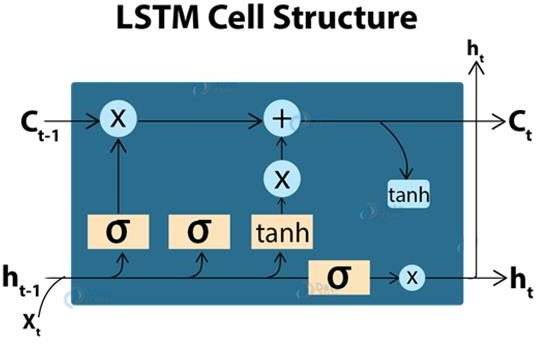 LSTM Cell Structure
h t
C t-1
X
+
C t
X
tanh
σ
σ
tanh
h t-1
σ
X
h t
X t